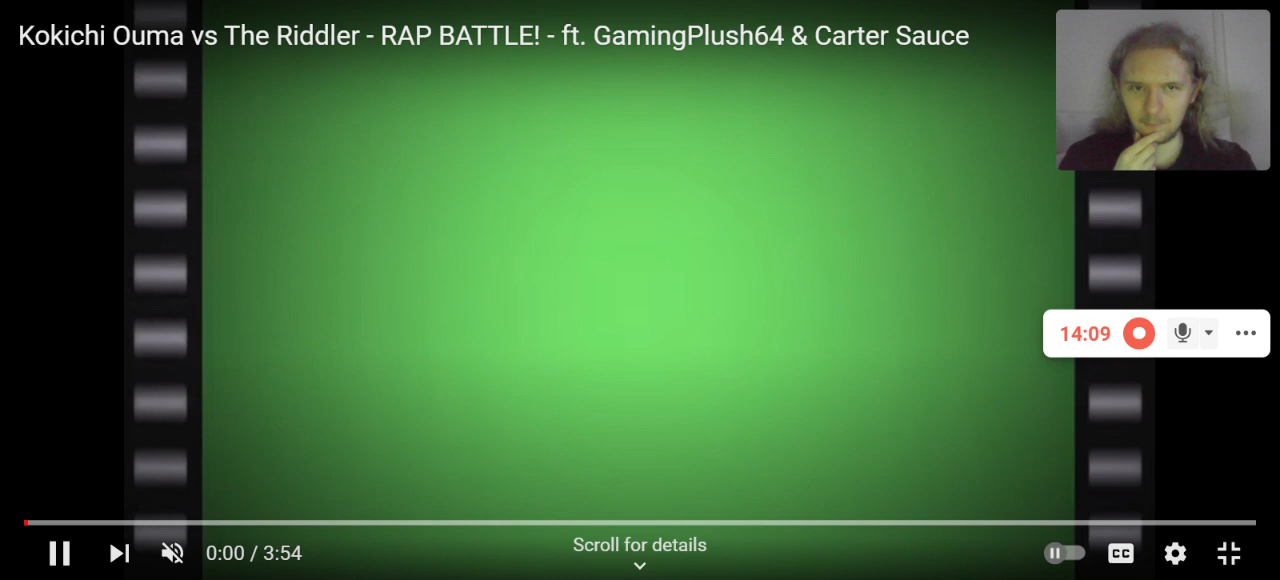 Kokichi Ouma vs The Riddler - RAP BATTLE! - ft. GamingPlush64 & Carter Sauce
14:09
0:00 / 3:54
Scroll for details
CC